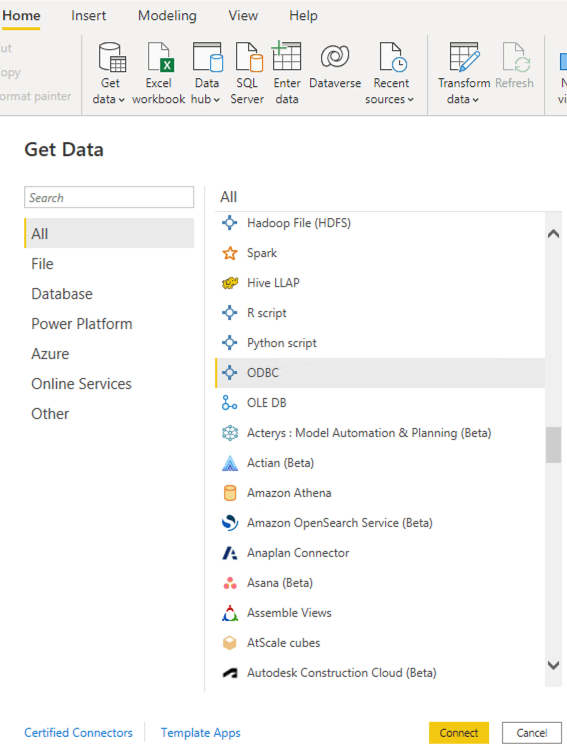 Home Insert Modeling View Help
ut
opy
ormat painter
Get data
Excel workbook
Data hub
SQL Server
Enter data
Dataverse
Recent sources
Transform data
Refresh
N
vi
Get Data
Search
All
File
Database
Power Platform
Azure
Online Services
Other
All
Hadoop File (HDFS)
Spark
Hive LLAP
R script
Python script
ODBC
OLE DB
Acterys : Model Automation & Planning (Beta)
Actian (Beta)
Amazon Athena
Amazon OpenSearch Service (Beta)
Anaplan Connector
Asana (Beta)
Assemble Views
AtScale cubes
Autodesk Construction Cloud (Beta)
Certified Connectors Template Apps Connect Cancel